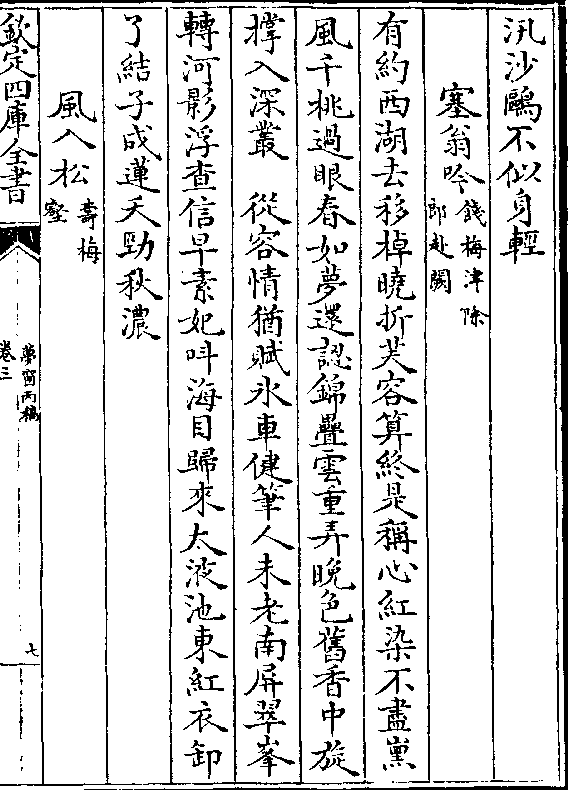 汎沙鷗不似身輕
塞翁吟餞梅津除郎赴闕
有約西湖去移棹曉折芙容算終是稱心紅染不盡薫
風千桃過眼春如夢還認錦疊雲重弄晚色舊香中旋
撑入深叢　從容情猶賦氷車健筆人未老南屏翠峯
轉河影浮查信早素妃呌海目歸來太液池東紅衣卸
了結子成蓮天勁秋濃
風入松壽梅壑
欽定四庫全書
夢窗丙稿
卷三
七